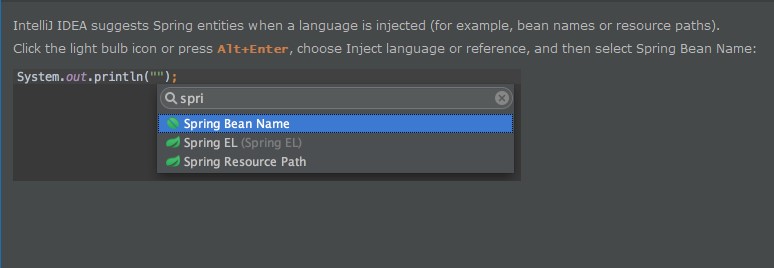 IntelliJ IDEA suggests Spring entities when a language is injected (for example, bean names or resource paths).
Click the light bulb icon or press Alt+Enter, choose Inject language or reference, and then select Spring Bean Name:
System.out.println("");
spri
Spring Bean Name
Spring EL (Spring EL)
Spring Resource Path